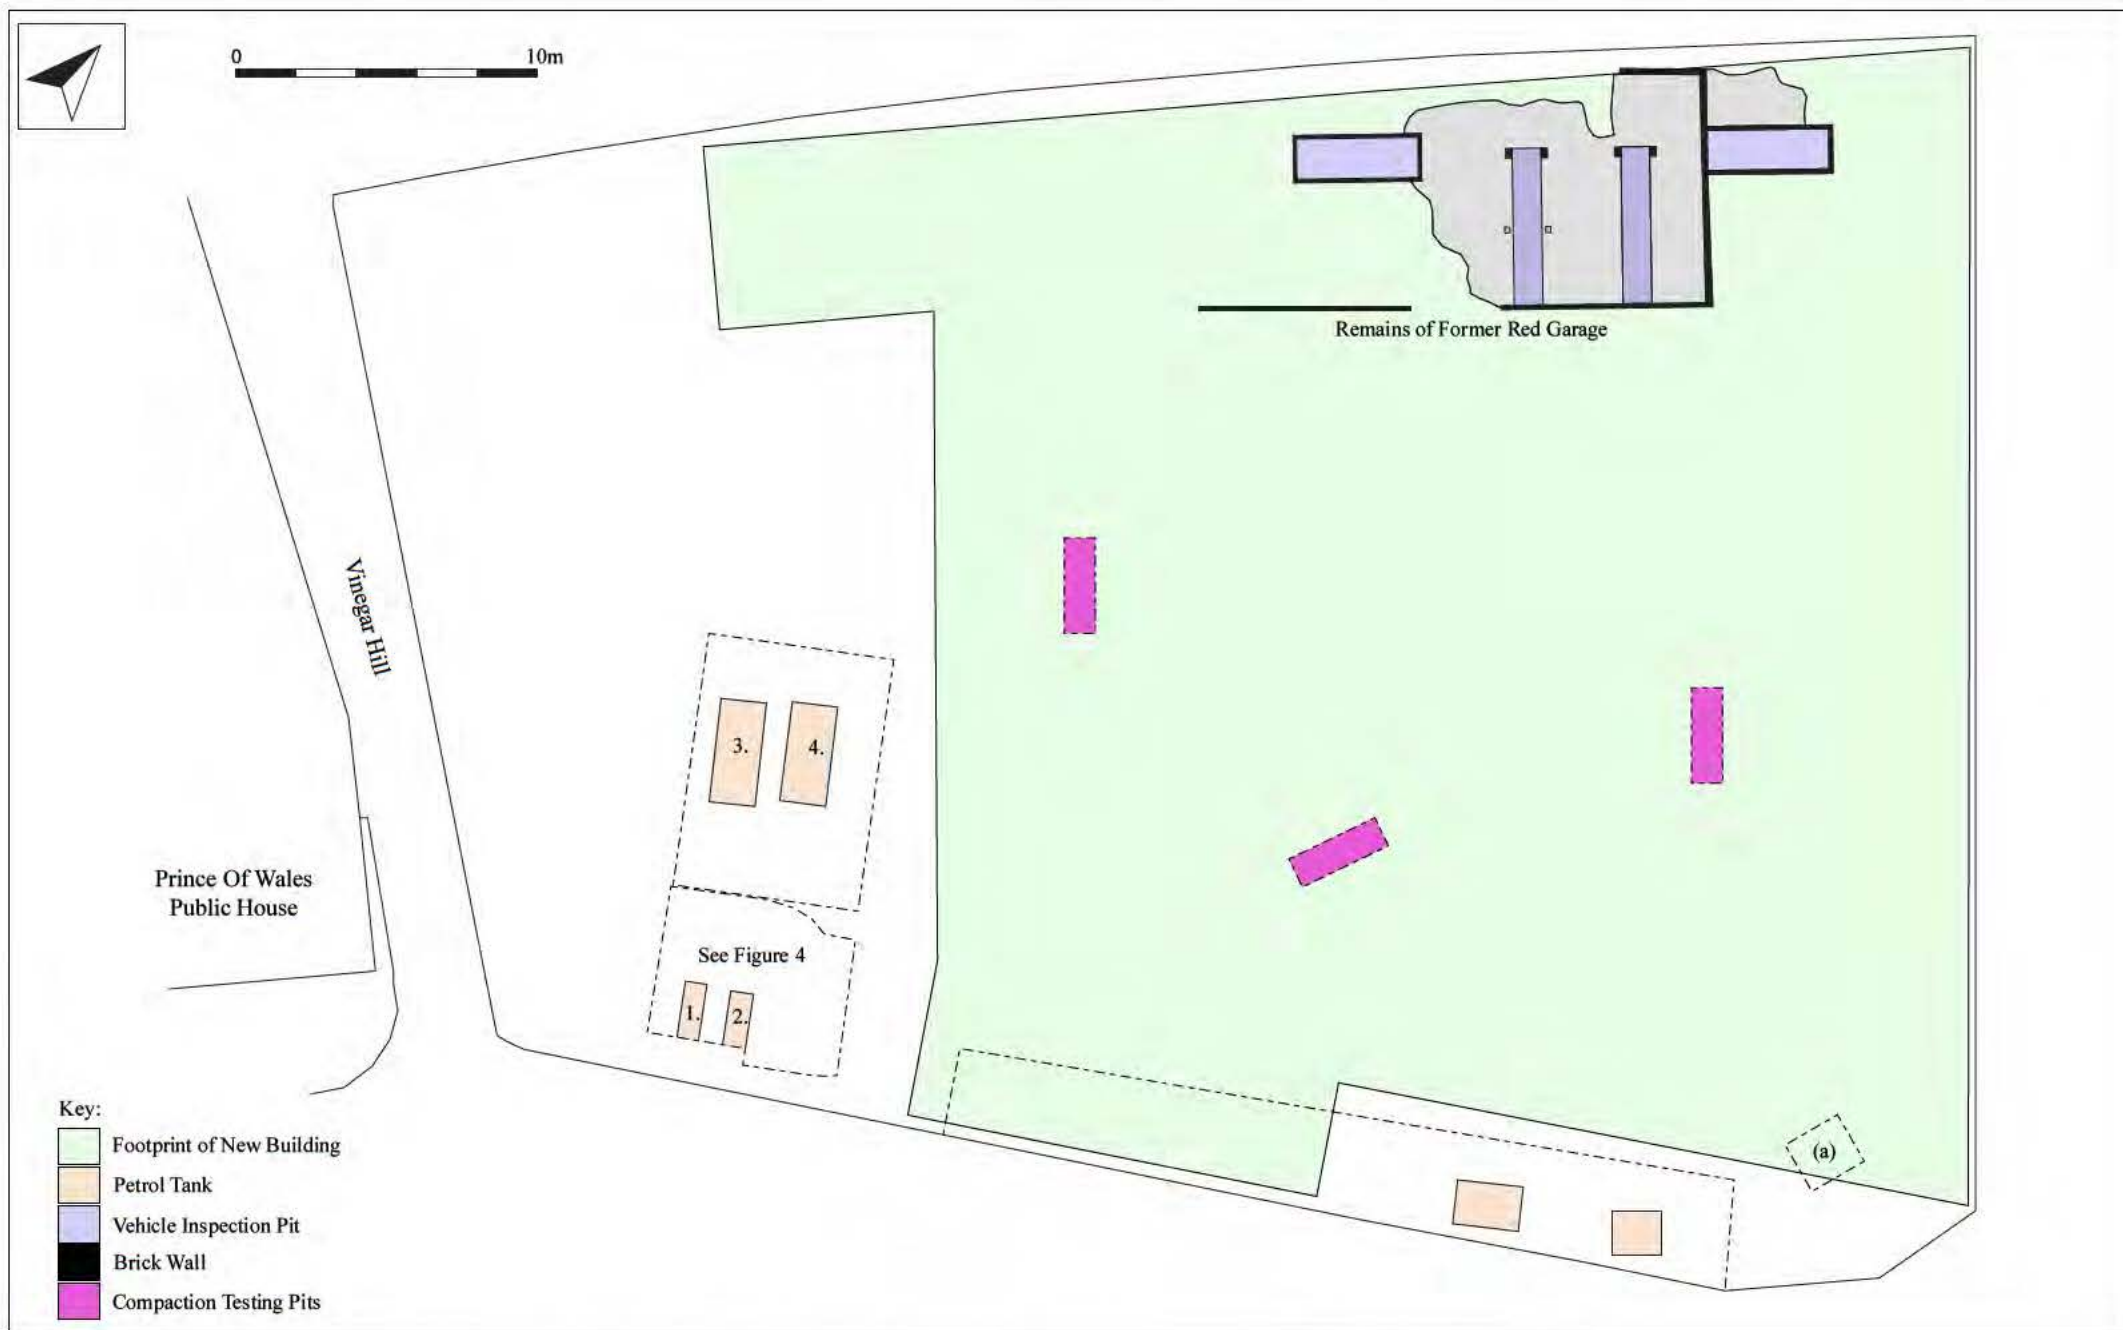 0 10m
Remains of Former Red Garage
Vinegar Hill
3. 4.
Prince Of Wales
Public House
See Figure 4
1. 2.
(a)
Key:
Footprint of New Building
Petrol Tank
Vehicle Inspection Pit
Brick Wall
Compaction Testing Pits